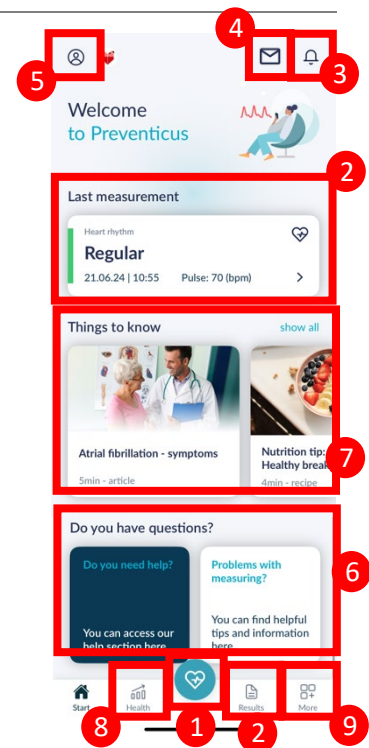 4
5
3
Welcome
to Preventicus
2
Last measurement
Heart rhythm
Regular
21.06.24 | 10:55 Pulse: 70 (bpm)
Things to know show all
Atrial fibrillation - symptoms
5min - article
Nutrition tip:
Healthy break
4min - recipe
7
Do you have questions?
Do you need help?
You can access our
help section here
Problems with
measuring?
You can find helpful
tips and information
here
6
Start Health Results More
8 1 2 9